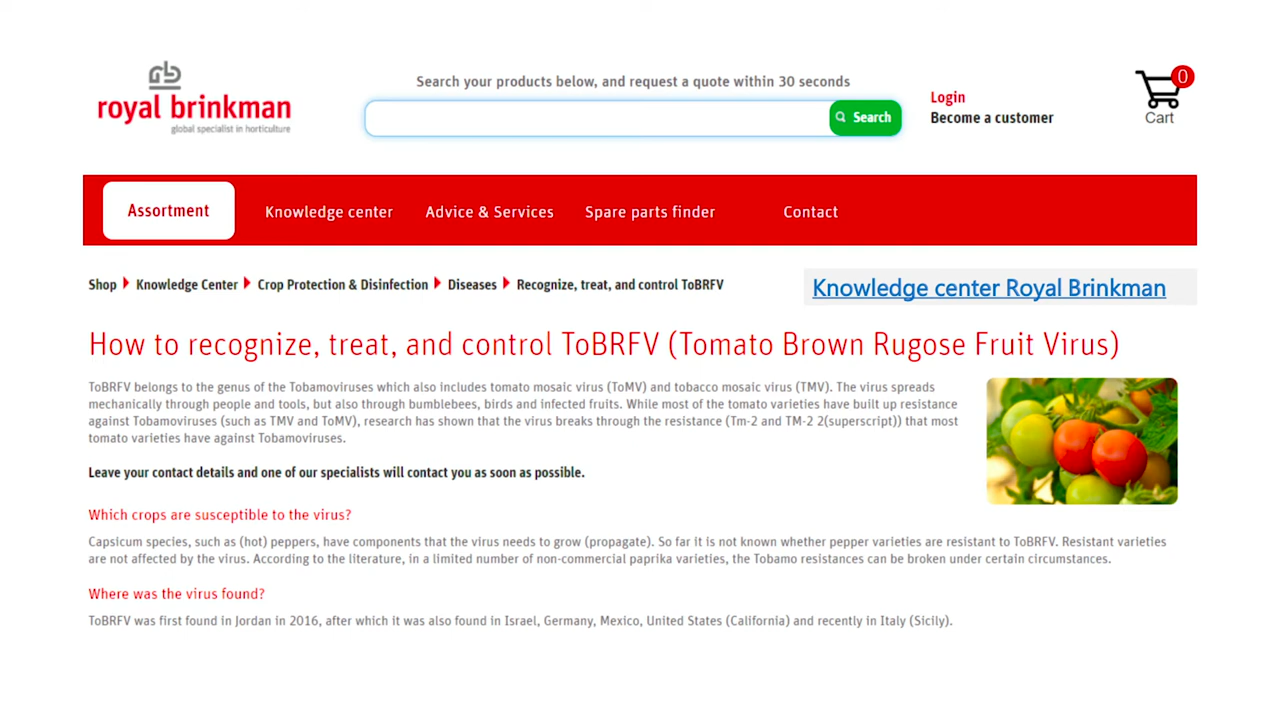 royal brinkman
global specialist in horticulture
Search your products below, and request a quote within 30 seconds
Search
Login
Become a customer
0
Cart
Assortment
Knowledge center
Advice & Services
Spare parts finder
Contact
Shop Knowledge Center Crop Protection & Disinfection Diseases Recognize, treat, and control ToBRFV
Knowledge center Royal Brinkman
How to recognize, treat, and control ToBRFV (Tomato Brown Rugose Fruit Virus)
ToBRFV belongs to the genus of the Tobamoviruses which also includes tomato mosaic virus (ToMV) and tobacco mosaic virus (TMV). The virus spreads
mechanically through people and tools, but also through bumblebees, birds and infected fruits. While most of the tomato varieties have built up resistance
against Tobamoviruses (such as TMV and ToMV), research has shown that the virus breaks through the resistance (Tm-2 and TM-2 2(superscript)) that most
tomato varieties have against Tobamoviruses.
Leave your contact details and one of our specialists will contact you as soon as possible.
Which crops are susceptible to the virus?
Capsicum species, such as (hot) peppers, have components that the virus needs to grow (propagate). So far it is not known whether pepper varieties are resistant to ToBRFV. Resistant varieties
are not affected by the virus. According to the literature, in a limited number of non-commercial paprika varieties, the Tobamo resistances can be broken under certain circumstances.
Where was the virus found?
ToBRFV was first found in Jordan in 2016, after which it was also found in Israel, Germany, Mexico, United States (California) and recently in Italy (Sicily).